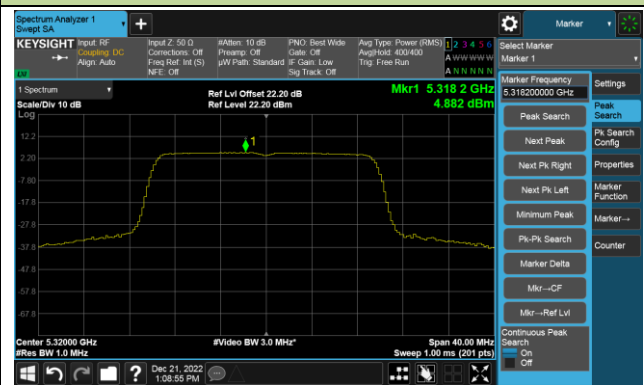 Spectrum Analyzer 1
Swept SA
+
Marker
KEYSIGHT
Input: RF
Coupling: DC
Align: Auto
Input Z: 50 Ω
Corrections: Off
Freq Ref: Int (S)
NFE: Off
#Atten: 10 dB
Preamp: Off
µW Path: Standard
PNO: Best Wide
Gate: Off
IF Gain: Low
Sig Track: Off
Avg Type: Power (RMS)
Avg|Hold: 400/400
Trig: Free Run
1 2 3 4 5 6
A W W W W W
A N N N N N
Select Marker
Marker 1
LXI
1 Spectrum
Scale/Div 10 dB
Log
Ref Lvl Offset 22.20 dB
Ref Level 22.20 dBm
Mkr1 5.318 2 GHz
4.882 dBm
1
12.2
2.20
-7.80
-17.8
-27.8
-37.8
-47.8
-57.8
-67.8
Center 5.32000 GHz
#Res BW 1.0 MHz
#Video BW 3.0 MHz*
Span 40.00 MHz
Sweep 1.00 ms (201 pts)
Marker Frequency
5.318200000 GHz
Peak Search
Next Peak
Next Pk Right
Next Pk Left
Minimum Peak
Pk-Pk Search
Marker Delta
Mkr→CF
Mkr→Ref Lvl
Continuous Peak
Search
On
Off
Settings
Peak
Search
Pk Search
Config
Properties
Marker
Function
Marker→
Counter
?
Dec 21, 2022
1:08:55 PM